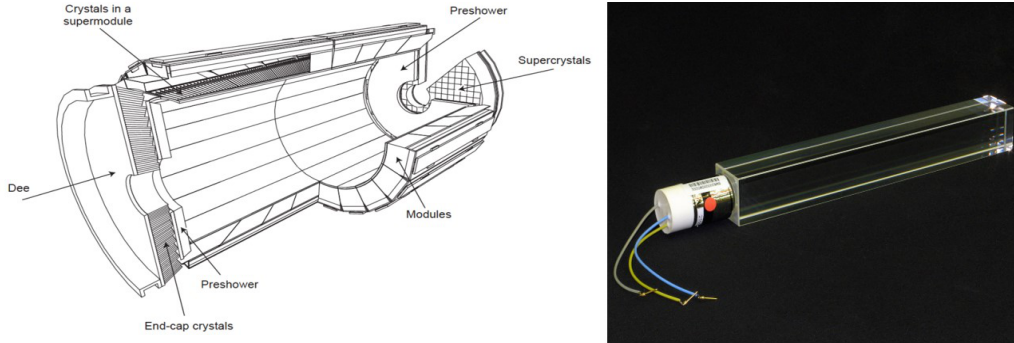 Crystals in a
supermodule
Preshower
Supercrystals
Dee
Modules
Preshower
End-cap crystals